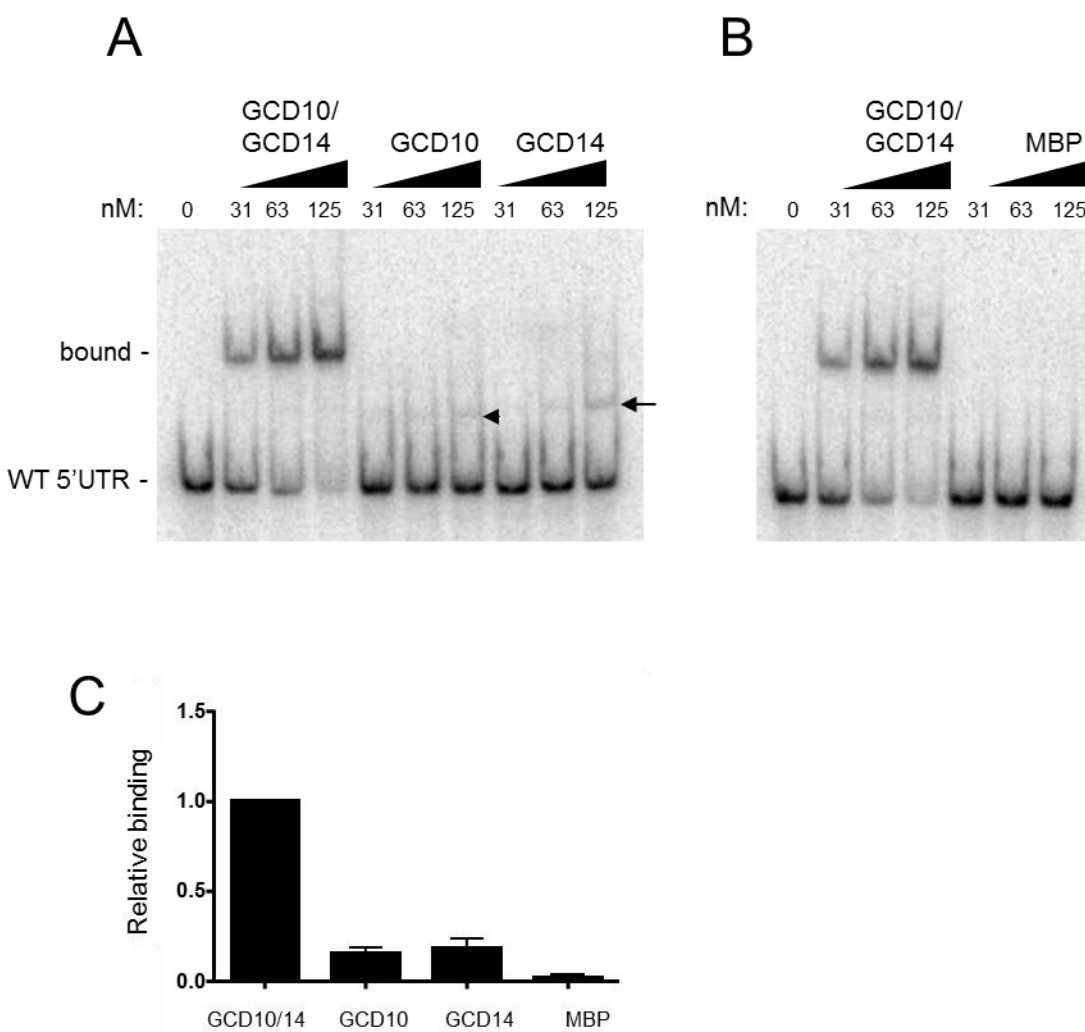 A
B
GCD10/
GCD14
GCD10
GCD14
GCD10/
GCD14
MBP
nM: 0 31 63 125 31 63 125 31 63 125
nM: 0 31 63 125 31 63 125
bound -
WT 5'UTR -
C
1.5
1.0
0.5
0.0
Relative binding
GCD10/14 GCD10 GCD14 MBP